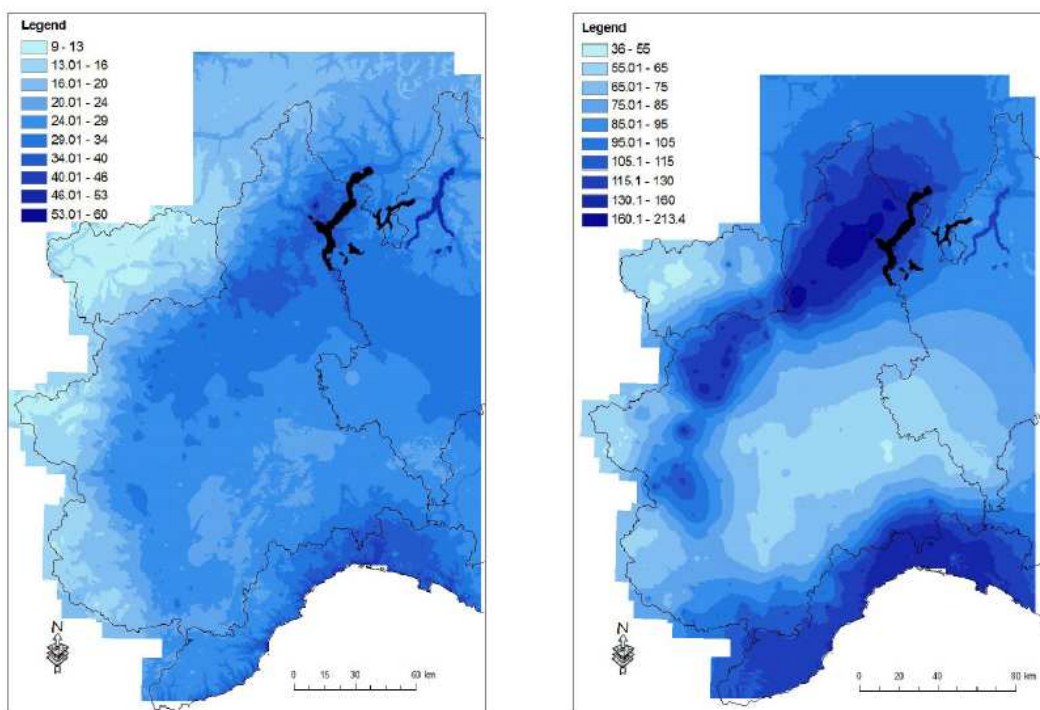 Legend
9 - 13
13.01 - 16
16.01 - 20
20.01 - 24
24.01 - 29
29.01 - 34
34.01 - 40
40.01 - 46
46.01 - 53
53.01 - 60
N
0 15 30 60 km
Legend
36 - 55
55.01 - 65
65.01 - 75
75.01 - 85
85.01 - 95
95.01 - 105
105.1 - 115
115.1 - 130
130.1 - 160
160.1 - 213.4
N
0 20 40 80 km